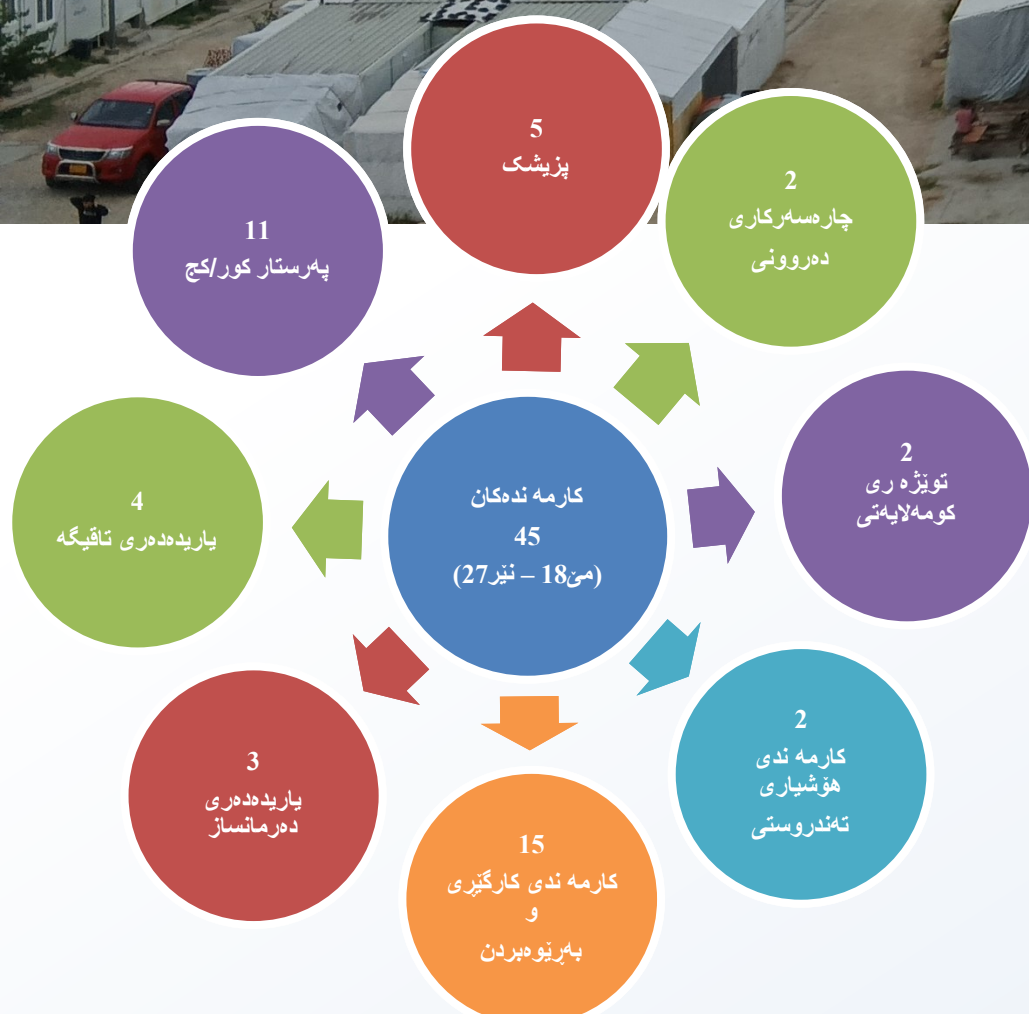 5
پزیشک
2
چارەسەرکاری
دەروونی
11
پەرستار کور/کج
2
توێژە ری
کومەلایەتی
کارمە ندەکان
45
(مێ18 – نێر27)
4
یاریدەدەری تاقیگە
2
کارمە ندی
هۆشیاری
تەندروستی
3
یاریدەدەری
دەرمانساز
15
کارمە ندی کارگێری
و
بەڕێوەبردن